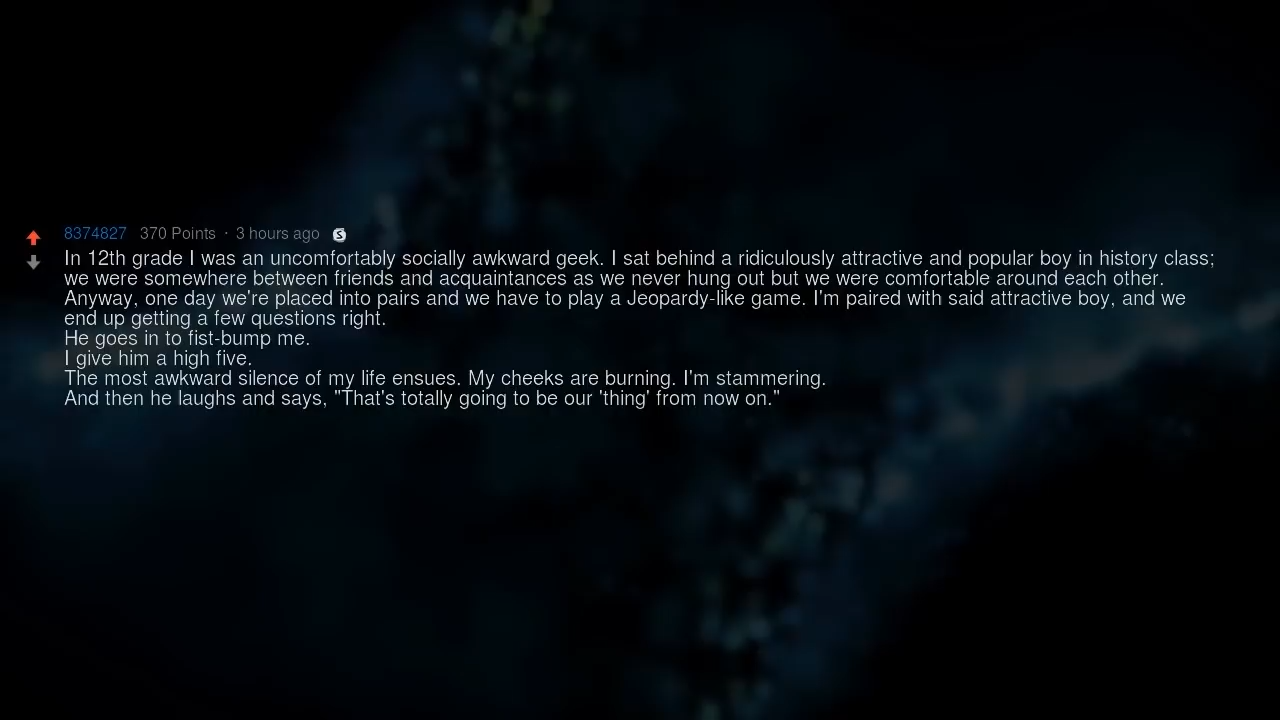 8374827 370 Points · 3 hours ago S
In 12th grade I was an uncomfortably socially awkward geek. I sat behind a ridiculously attractive and popular boy in history class;
we were somewhere between friends and acquaintances as we never hung out but we were comfortable around each other.
Anyway, one day we're placed into pairs and we have to play a Jeopardy-like game. I'm paired with said attractive boy, and we
end up getting a few questions right.
He goes in to fist-bump me.
I give him a high five.
The most awkward silence of my life ensues. My cheeks are burning. I'm stammering.
And then he laughs and says, "That's totally going to be our 'thing' from now on."